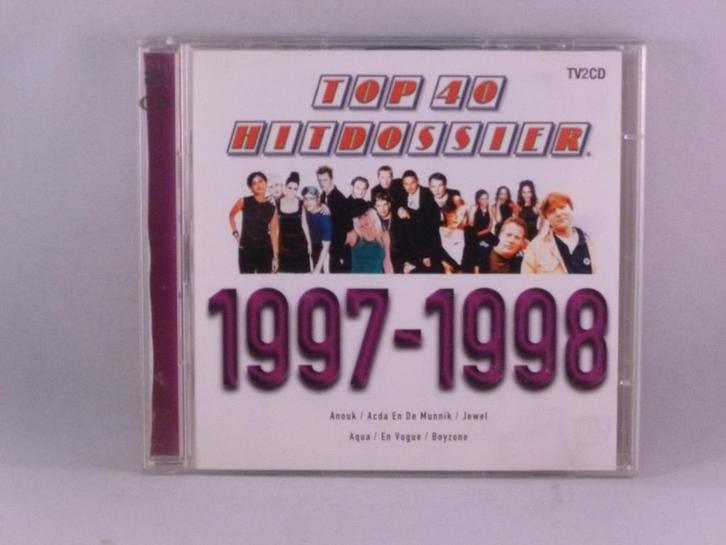 TV2CD
TOP 40
HITDOSSIER
1997-1998
Anouk / Acda En De Munnik / Jewel
Aqua / En Vogue / Boyzone